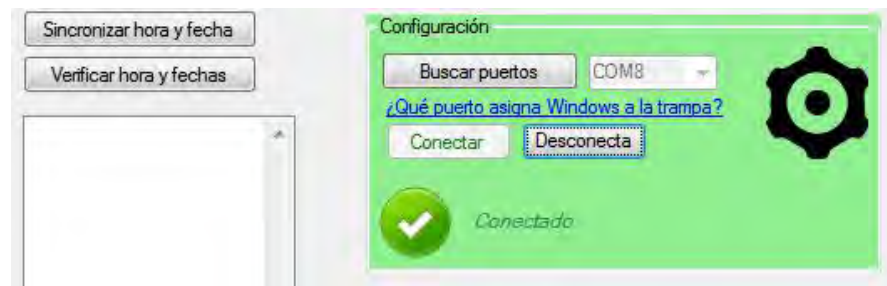 Sincronizar hora y fecha
Verificar hora y fechas
Configuración
Buscar puertos COM8
¿Qué puerto asigna Windows a la trampa?
Conectar Desconecta
Conectado